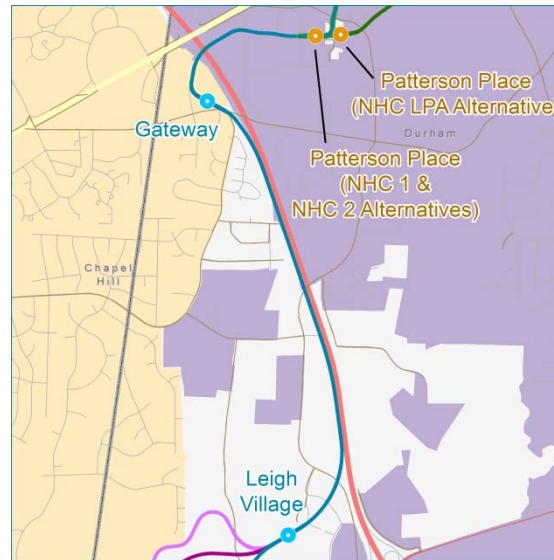 Patterson Place
(NHC LPA Alternative
Gateway
Durham
Patterson Place
(NHC 1 &
NHC 2 Alternatives)
Chapel
Hill
Leigh
Village